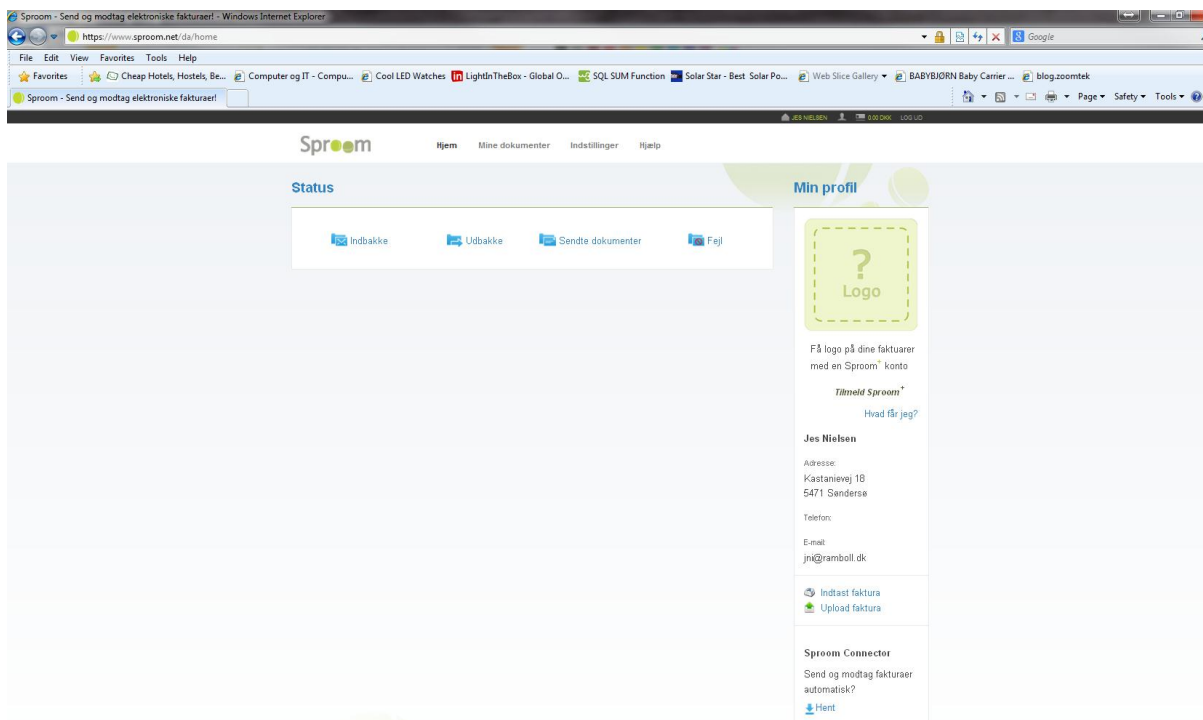 Sproom - Send og modtag elektroniske fakturaer! - Windows Internet Explorer
https://www.sproom.net/da/home
Google
File Edit View Favorites Tools Help
Favorites Cheap Hotels, Hostels, Be... Computer og IT - Compu... Cool LED Watches LightInTheBox - Global O... SQL SUM Function Solar Star - Best Solar Po... Web Slice Gallery BABYBJØRN Baby Carrier ... blog.zoomtek
Sproom - Send og modtag elektroniske fakturaer! Page Safety Tools
JES NIELSEN 0.00 DKK LOG UD
Sproom Hjem Mine dokumenter Indstillinger Hjælp
Status
Indbakke Udbakke Sendte dokumenter Fejl
Min profil
?
Logo
Få logo på dine faktuarer
med en Sproom+ konto
Tilmeld Sproom+
Hvad får jeg?
Jes Nielsen
Adresse:
Kastanievej 18
5471 Søndersø
Telefon:
E-mail:
jni@ramboll.dk
Indtast faktura
Upload faktura
Sproom Connector
Send og modtag fakturaer
automatisk?
Hent